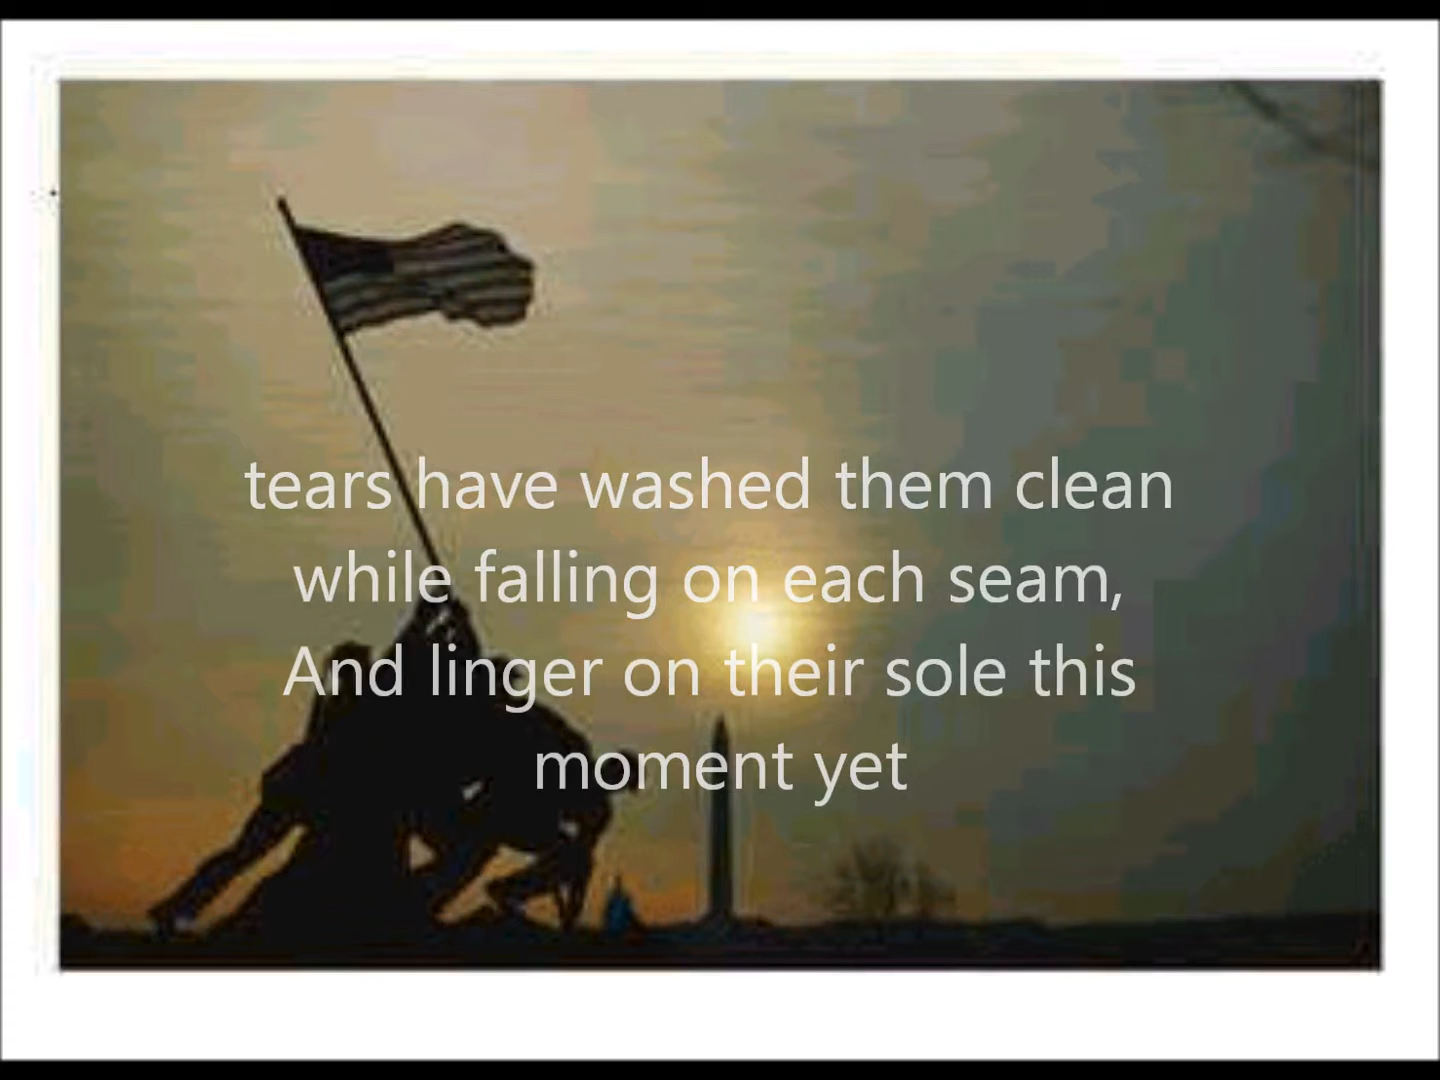 tears have washed them clean
while falling on each seam,
And linger on their sole this
moment yet